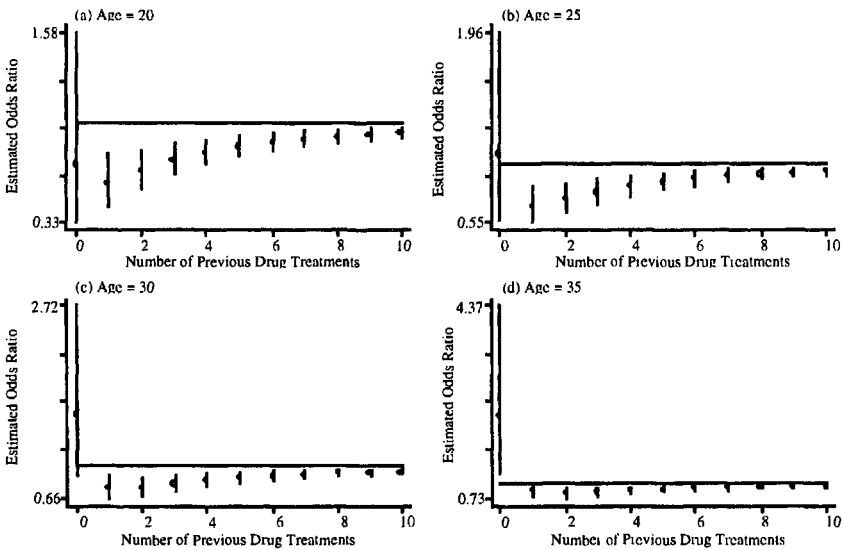 (a) Age = 20
1.58
Estimated Odds Ratio
0.33
0 2 4 6 8 10
Number of Previous Drug Treatments
(b) Age = 25
1.96
Estimated Odds Ratio
0.55
0 2 4 6 8 10
Number of Previous Drug Treatments
(c) Age = 30
2.72
Estimated Odds Ratio
0.66
0 2 4 6 8 10
Number of Previous Drug Treatments
(d) Age = 35
4.37
Estimated Odds Ratio
0.73
0 2 4 6 8 10
Number of Previous Drug Treatments